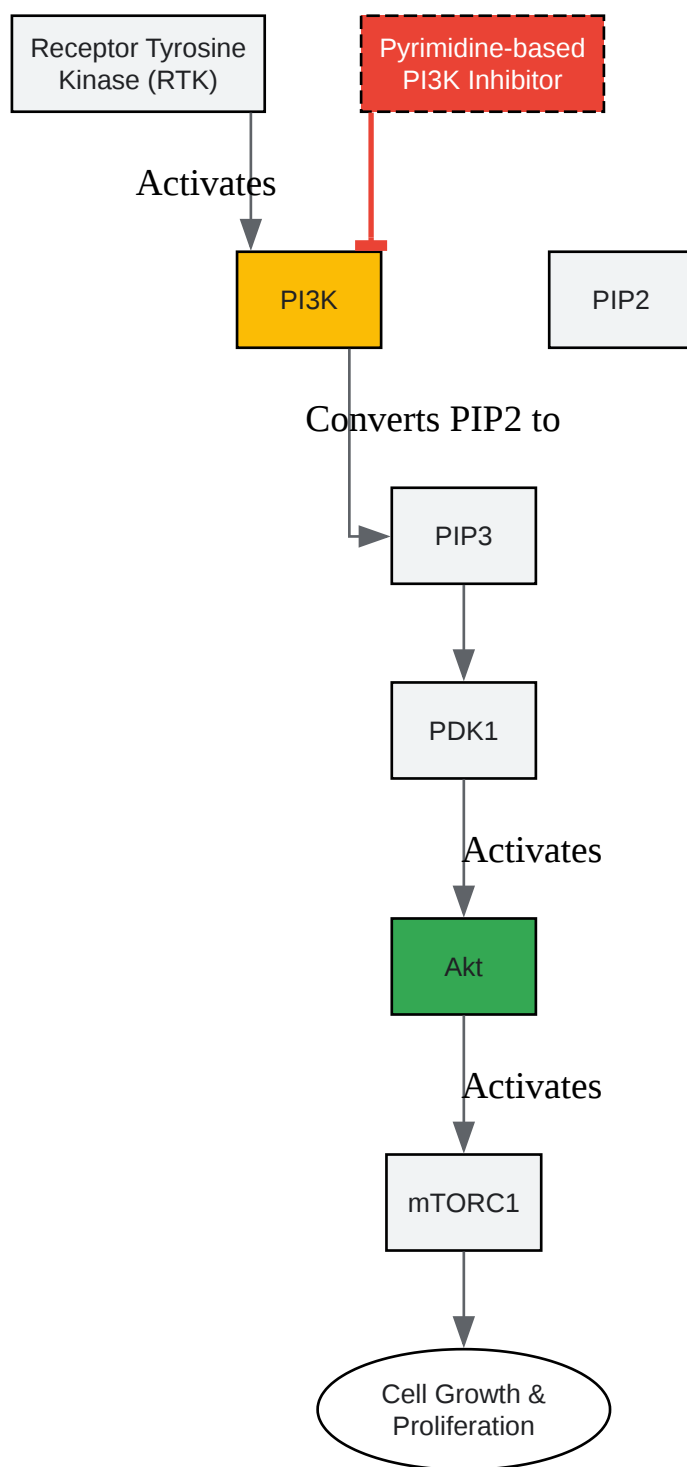 Receptor Tyrosine
Kinase (RTK)
Pyrimidine-based
PI3K Inhibitor
Activates
PI3K
PIP2
Converts PIP2 to
PIP3
PDK1
Activates
Akt
Activates
mTORC1
Cell Growth &
Proliferation